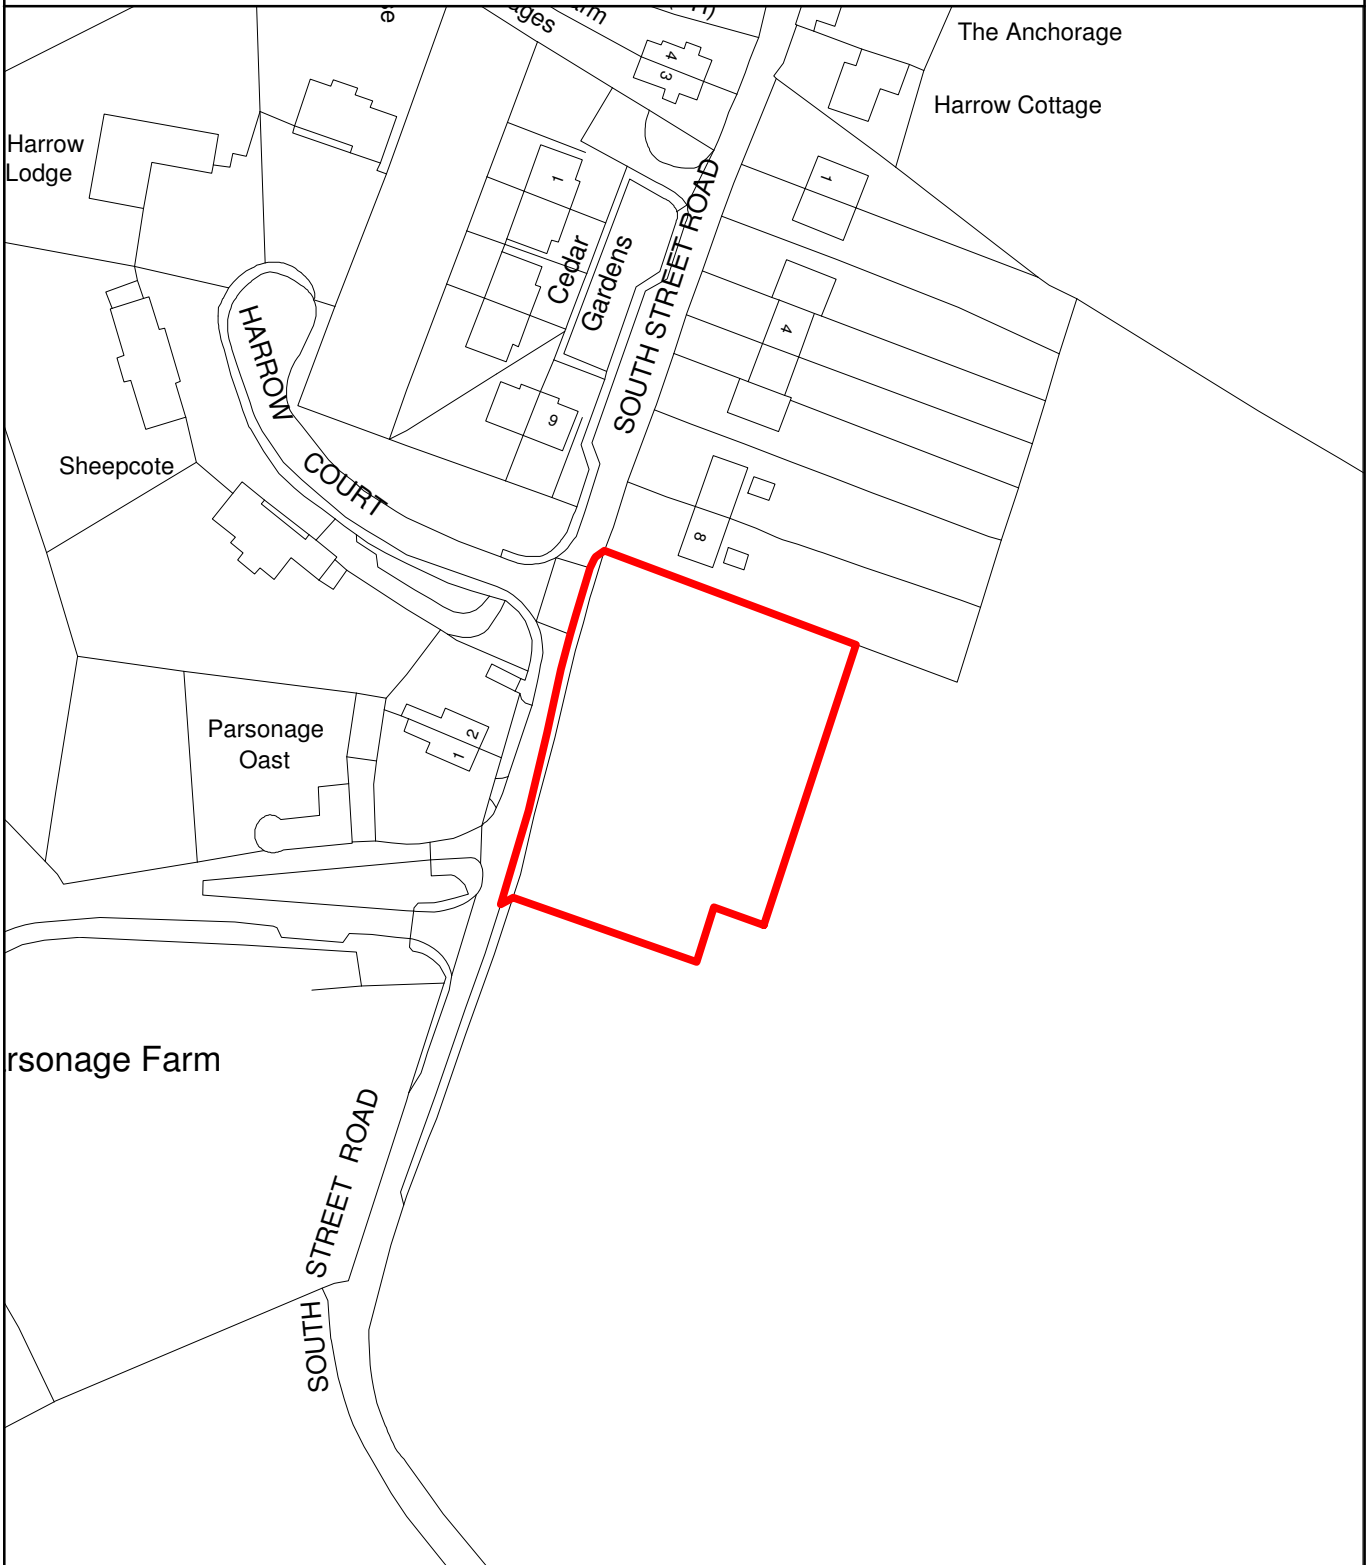 The Anchorage
Harrow Cottage
4
3
Harrow
Lodge
1
1
Cedar
Gardens
SOUTH STREET ROAD
HARROW
COURT
4
9
8
Sheepcote
Parsonage
Oast
2
1
rsonage Farm
SOUTH STREET ROAD